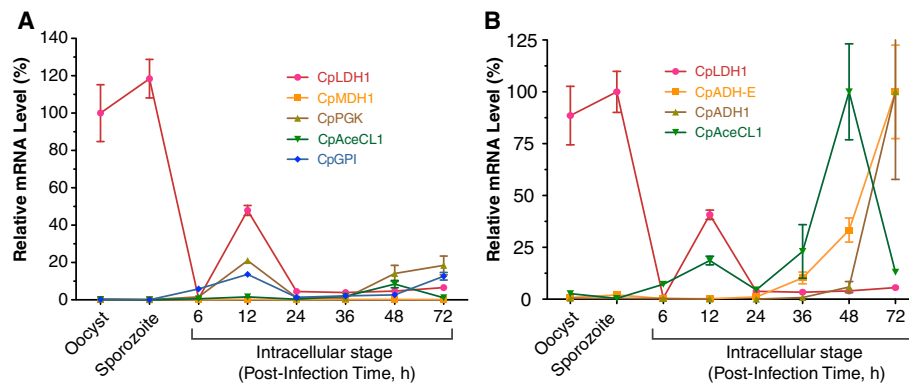 A
Relative mRNA Level (%)
140
120
100
80
60
40
20
0
CpLDH1
CpMDH1
CpPGK
CpAceCL1
CpGPI
Oocyst
Sporozoite
6 12 24 36 48 72
Intracellular stage
(Post-Infection Time, h)
B
Relative mRNA Level (%)
125
100
75
50
25
0
CpLDH1
CpADH-E
CpADH1
CpAceCL1
Oocyst
Sporozoite
6 12 24 36 48 72
Intracellular stage
(Post-Infection Time, h)